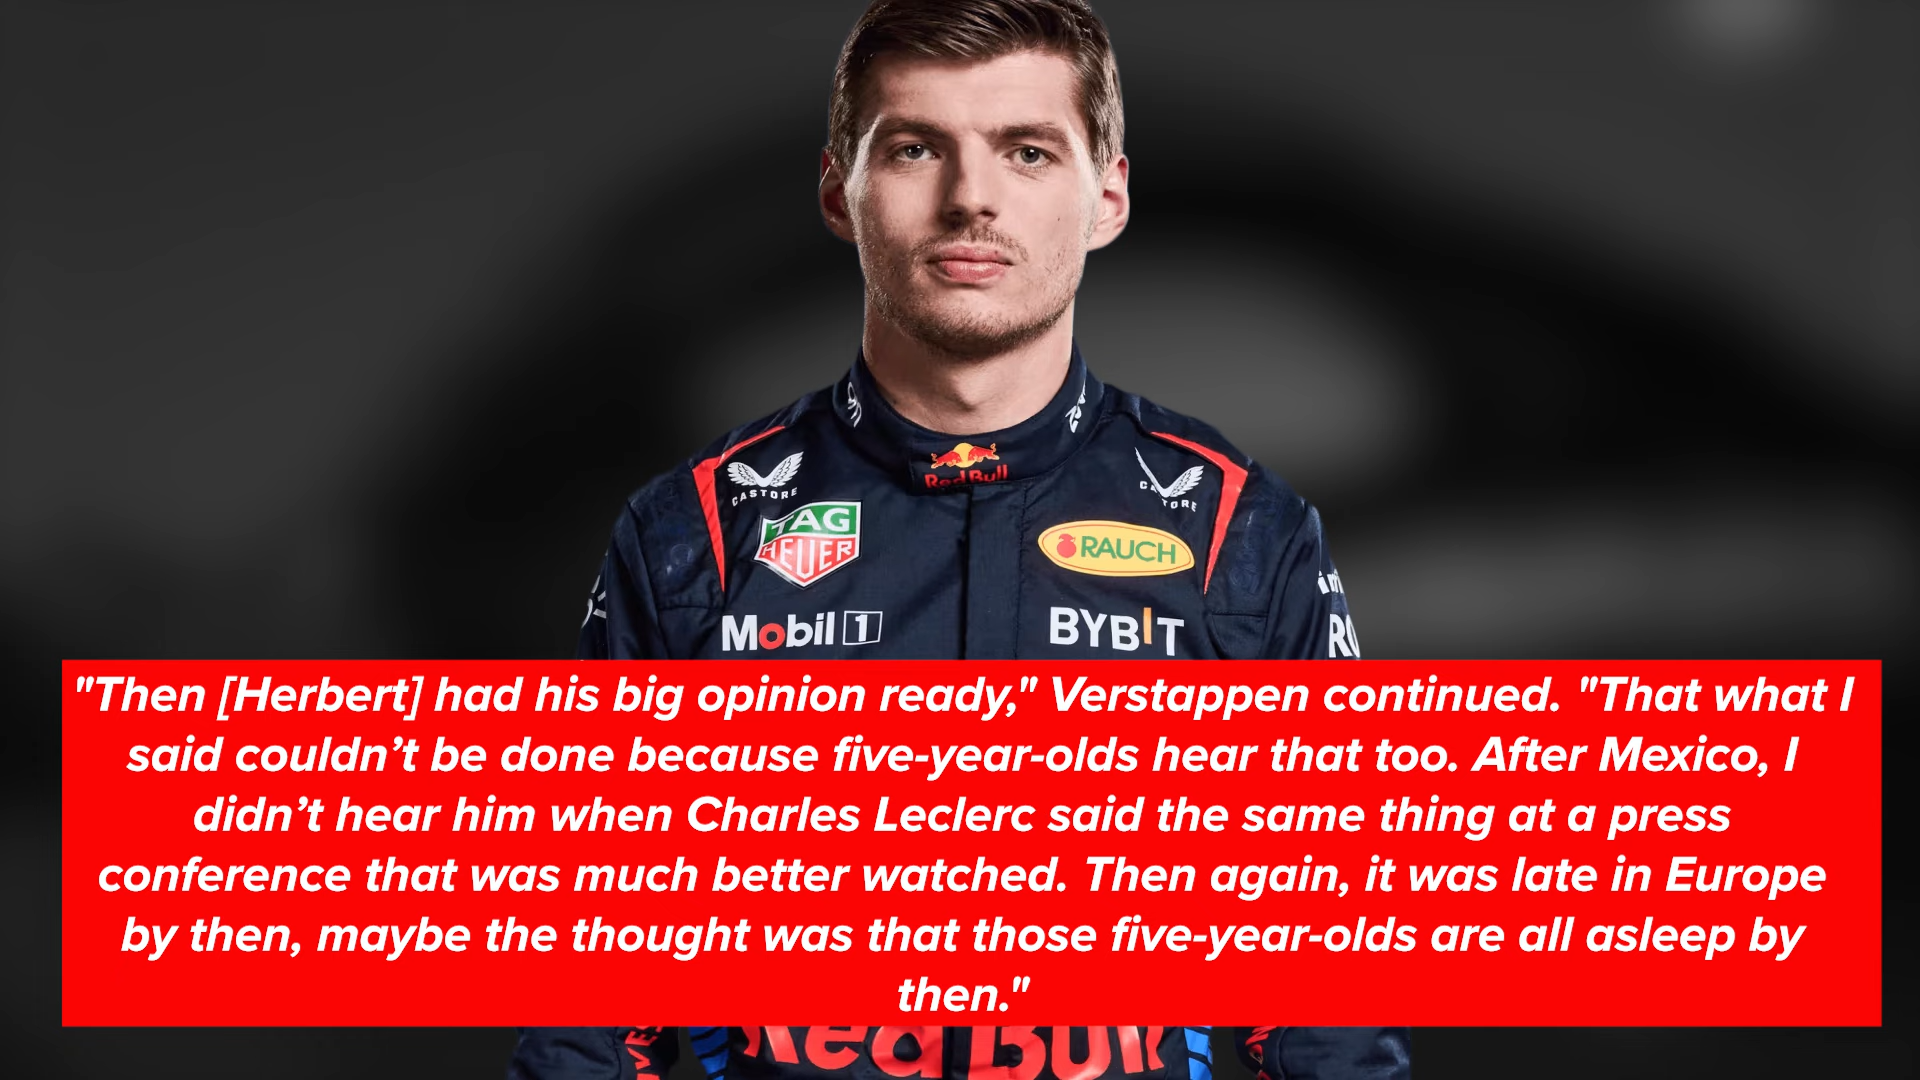 CASTORE
CASTORE
Red Bull
TAG
HEUER
RAUCH
Mobil 1
BYBIT
"Then [Herbert] had his big opinion ready," Verstappen continued. "That what I
said couldn’t be done because five-year-olds hear that too. After Mexico, I
didn’t hear him when Charles Leclerc said the same thing at a press
conference that was much better watched. Then again, it was late in Europe
by then, maybe the thought was that those five-year-olds are all asleep by
then."
Red Bull